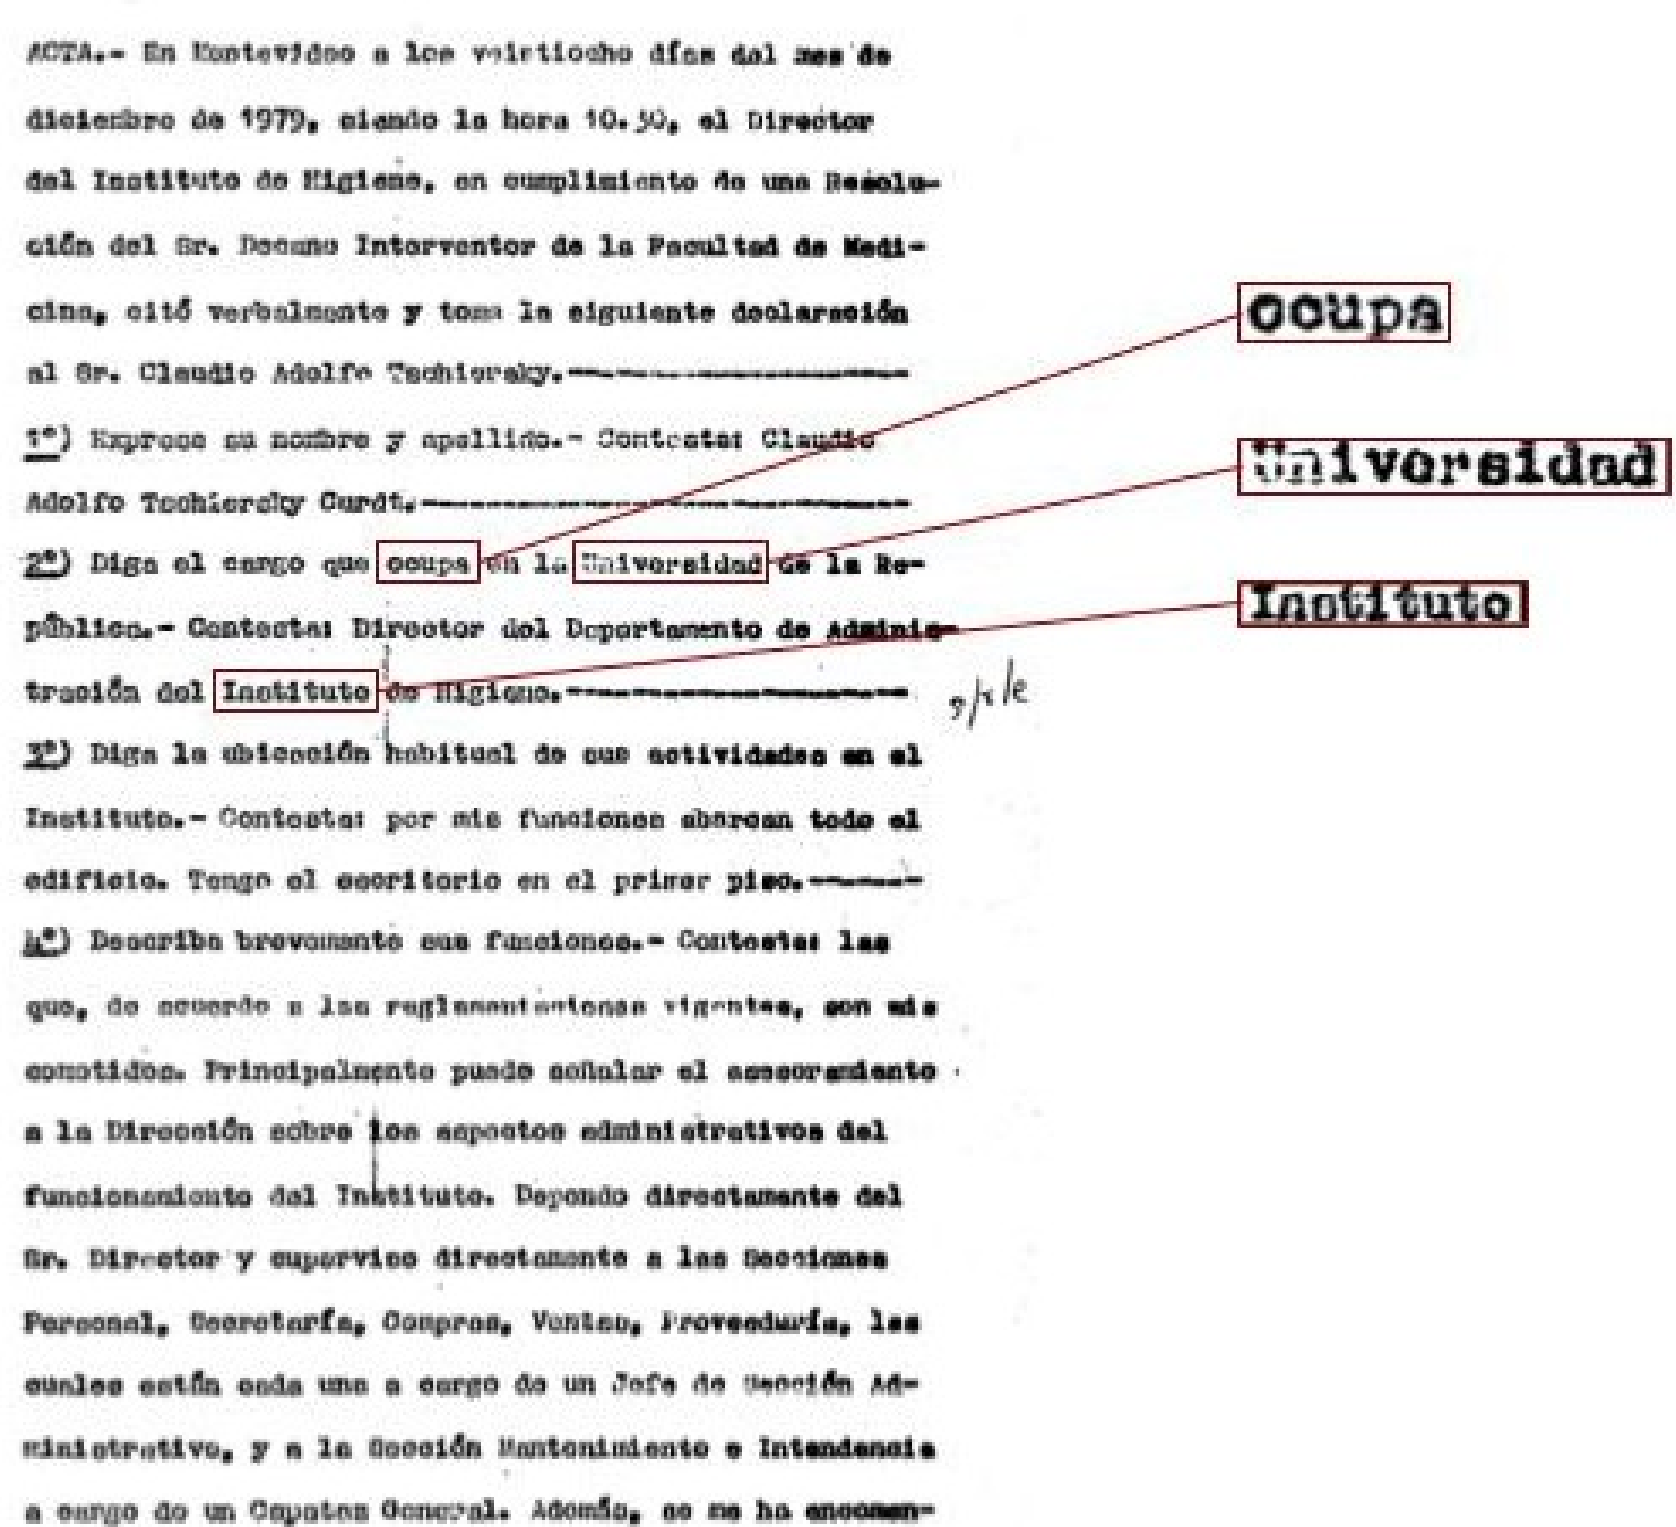 ACTA.- En Montevideo a los veintiocho días del mes de
diciembre de 1979, siendo la hora 10.30, el Director
del Instituto de Higiene, en cumplimiento de una Resolu-
ción del Sr. Decano Interventor de la Facultad de Medi-
cina, citó verbalmente y toma la siguiente declaración
al Sr. Claudio Adolfo Tschiersky.-
1°) Exprese su nombre y apellido.- Contesta: Claudio
Adolfo Tschiersky Curdt.-
2°) Diga el cargo que ocupa en la Universidad de la Re-
pública.- Contesta: Director del Departamento de Adminis-
tración del Instituto de Higiene.-
3°) Diga la ubicación habitual de sus actividades en el
Instituto.- Contesta: por mis funciones abarcan todo el
edificio. Tengo el escritorio en el primer piso.-
4°) Describa brevemente sus funciones.- Contesta: las
que, de acuerdo a las reglamentaciones vigentes, son mis
cometidos. Principalmente puedo señalar el asesoramiento
a la Dirección sobre los aspectos administrativos del
funcionamiento del Instituto. Dependo directamente del
Sr. Director y superviso directamente a las Secciones
Personal, Secretaría, Compras, Ventas, Proveeduría, las
cuales están cada una a cargo de un Jefe de Sección Ad-
ministrativo, y a la Sección Mantenimiento e Intendencia
a cargo de un Capataz General. Además, se me ha encomen-
ocupa
Universidad
Instituto